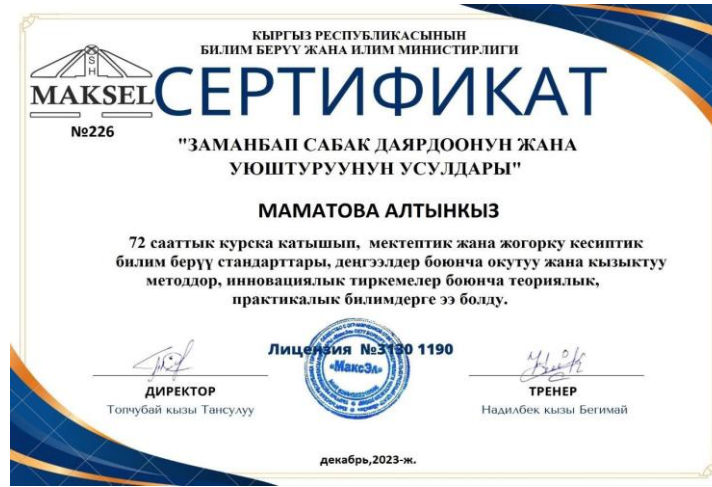 КЫРГЫЗ РЕСПУБЛИКАСЫНЫН
БИЛИМ БЕРҮҮ ЖАНА ИЛИМ МИНИСТИРЛИГИ
MAKSEL
СЕРТИФИКАТ
№226
"ЗАМАНБАП САБАК ДАЯРДООНУН ЖАНА
УЮШТУРУУНУН УСУЛДАРЫ"
МАМАТОВА АЛТЫНКЫЗ
72 сааттык курска катышып, мектептик жана жогорку кесиптик
билим берүү стандарттары, деңгээлдер боюнча окутуу жана кызыктуу
методдор, инновациялык тиркемелер боюнча теориялык,
практикалык билимдерге ээ болду.
Лицензия №3130 1190
«МаксЭл»
ДИРЕКТОР
Топчубай кызы Тансулуу
ТРЕНЕР
Надилбек кызы Бегимай
декабрь,2023-ж.